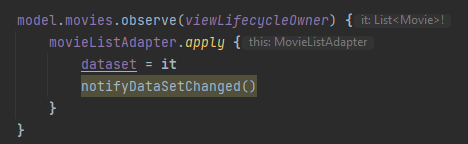 model.movies.observe(viewLifecycleOwner) { it: List<Movie>!
movieListAdapter.apply { this: MovieListAdapter
dataset = it
notifyDataSetChanged()
}
}